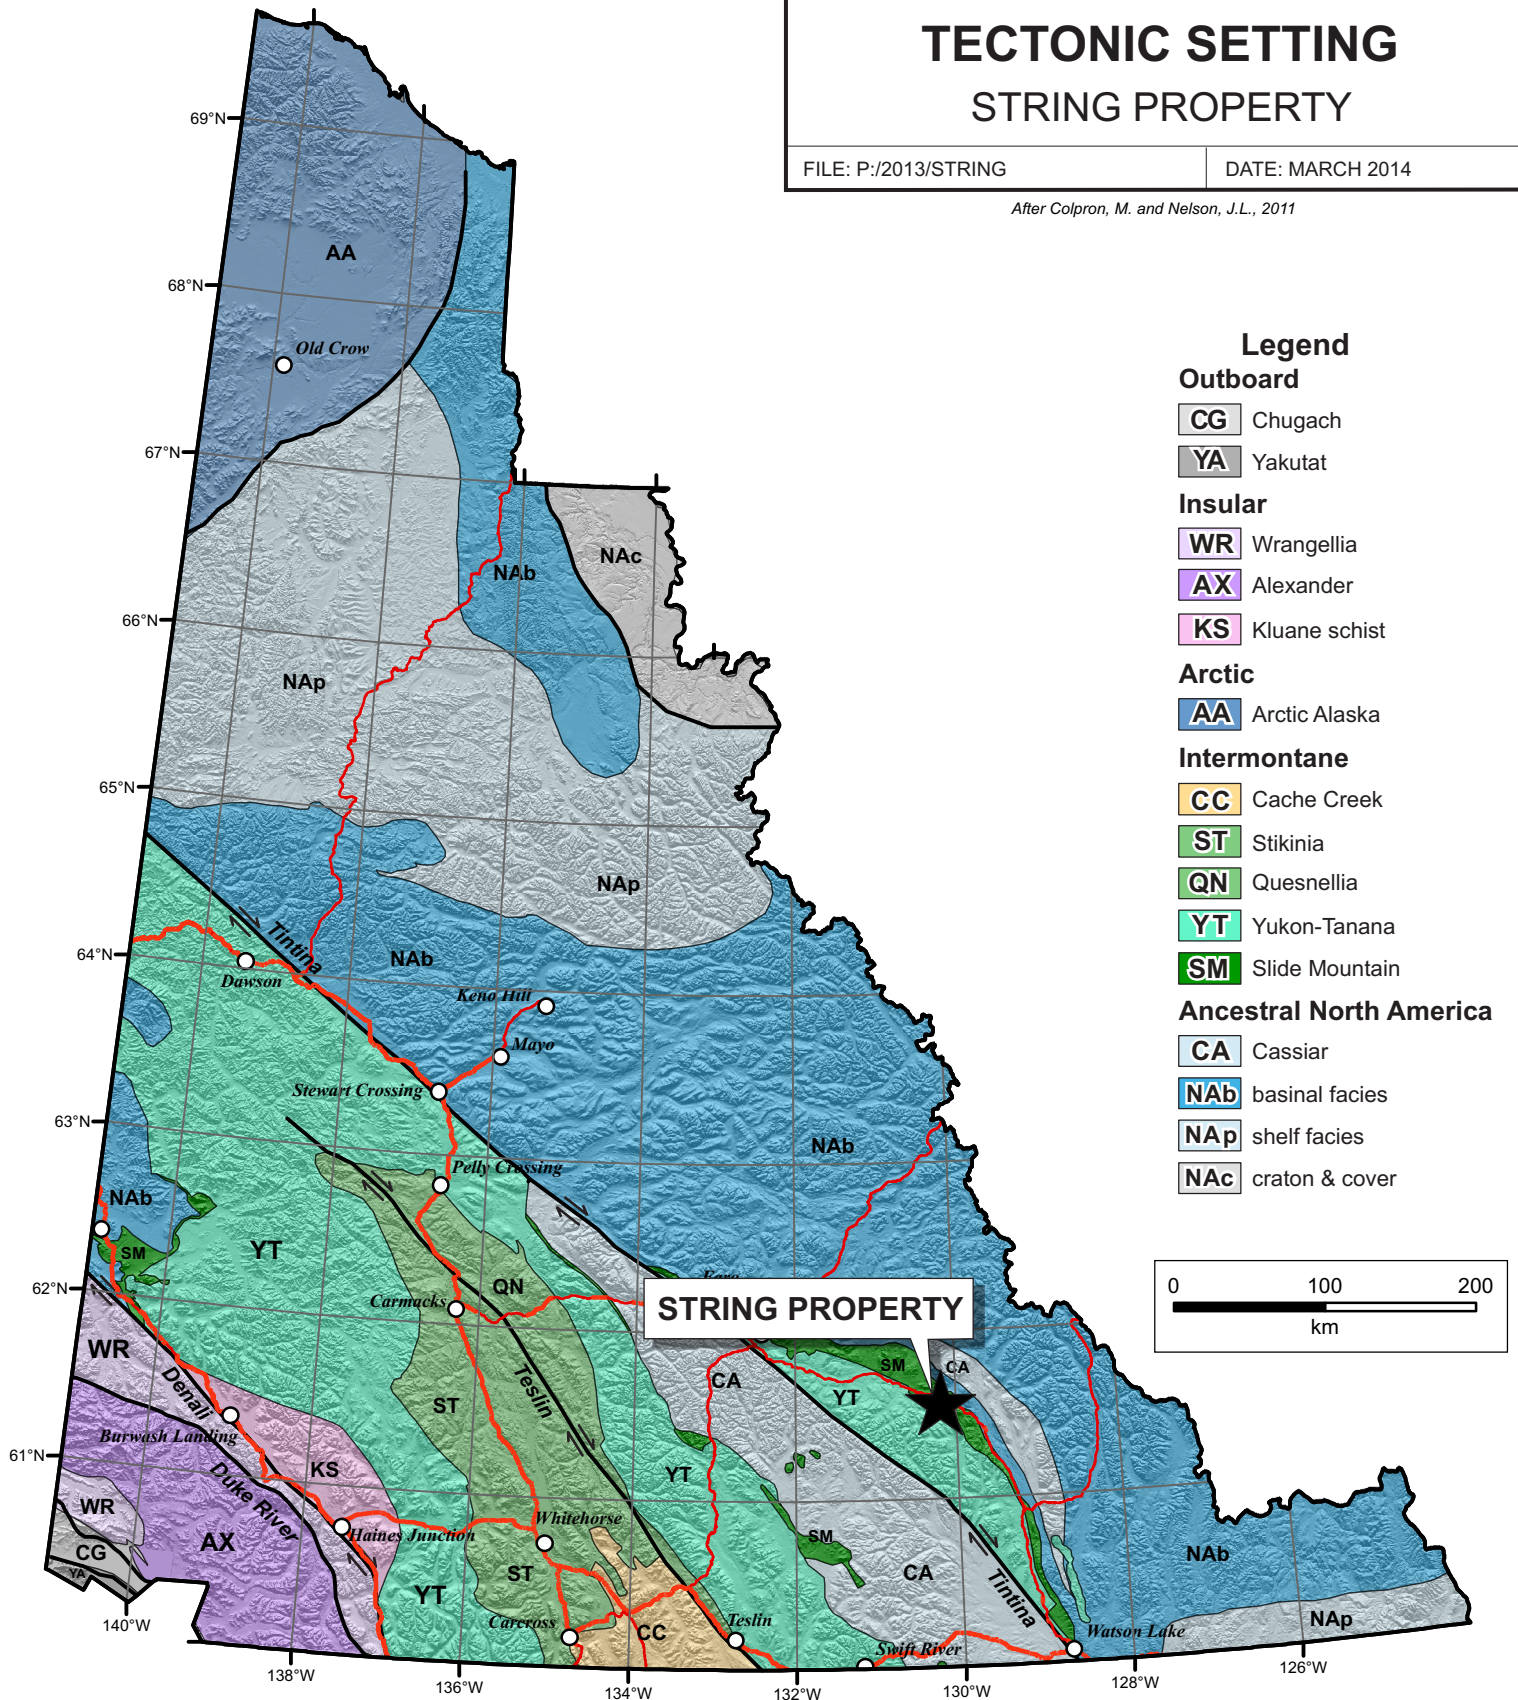 TECTONIC SETTING
STRING PROPERTY
FILE: P:/2013/STRING
DATE: MARCH 2014
After Colpron, M. and Nelson, J.L., 2011
Legend
Outboard
CG Chugach
YA Yakutat
Insular
WR Wrangellia
AX Alexander
KS Kluane schist
Arctic
AA Arctic Alaska
Intermontane
CC Cache Creek
ST Stikinia
QN Quesnellia
YT Yukon-Tanana
SM Slide Mountain
Ancestral North America
CA Cassiar
NAb basinal facies
NAp shelf facies
NAc craton & cover
0 100 200
km
69°N
68°N
67°N
66°N
65°N
64°N
63°N
62°N
61°N
140°W
138°W
136°W
134°W
132°W
130°W
128°W
126°W
AA
Old Crow
NAc
NAb
NAp
NAp
Tintina
NAb
Dawson
Keno Hill
Mayo
Stewart Crossing
NAb
Pelly Crossing
NAb
YT
SM
QN
Carmacks
STRING PROPERTY
WR
Denali
Teslin
CA
SM
CA
YT
ST
Burwash Landing
KS
Duke River
YT
WR
Whitehorse
Haines Junction
SM
AX
CG
YA
ST
CA
NAb
YT
Tintina
Carcross
CC
Teslin
Swift River
Watson Lake
NAp